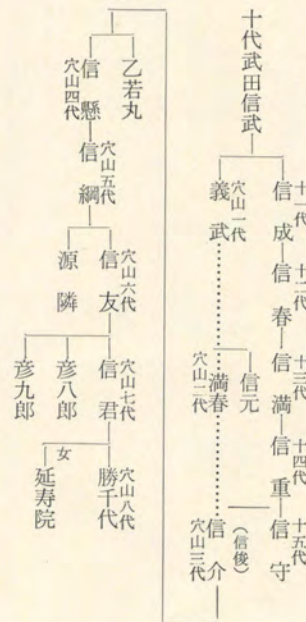 十代武田信武
十一代
信成
十二代
信春
十三代
信満
十四代
信重
十五代
信守
穴山一代
義武
信元
満春
穴山二代
(信俊)
信介
穴山三代
乙若丸
信懸
穴山四代
穴山五代
信綱
穴山六代
信友
源隣
穴山七代
信君
彦八郎
彦九郎
穴山八代
勝千代
女
延寿院